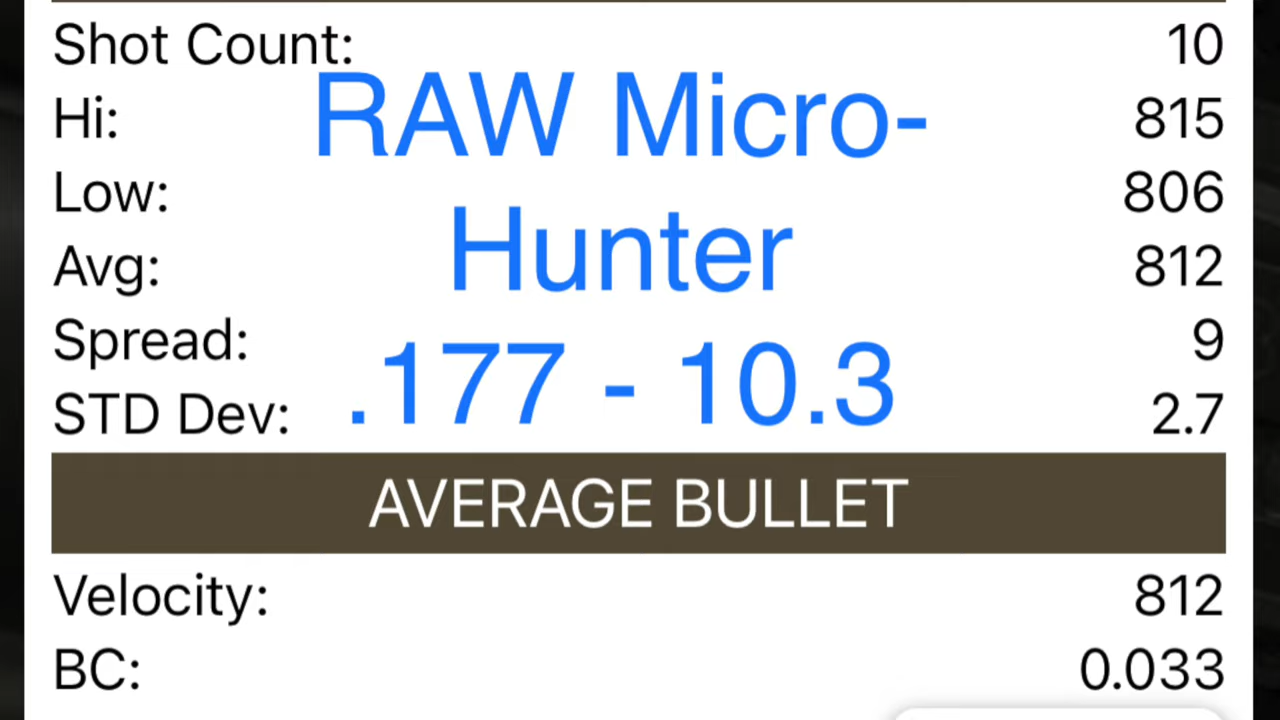 Shot Count: 10
RAW Micro-
Hi: 815
Low: 806
Hunter
Avg: 812
Spread: 9
.177 - 10.3
STD Dev: 2.7
AVERAGE BULLET
Velocity: 812
BC: 0.033